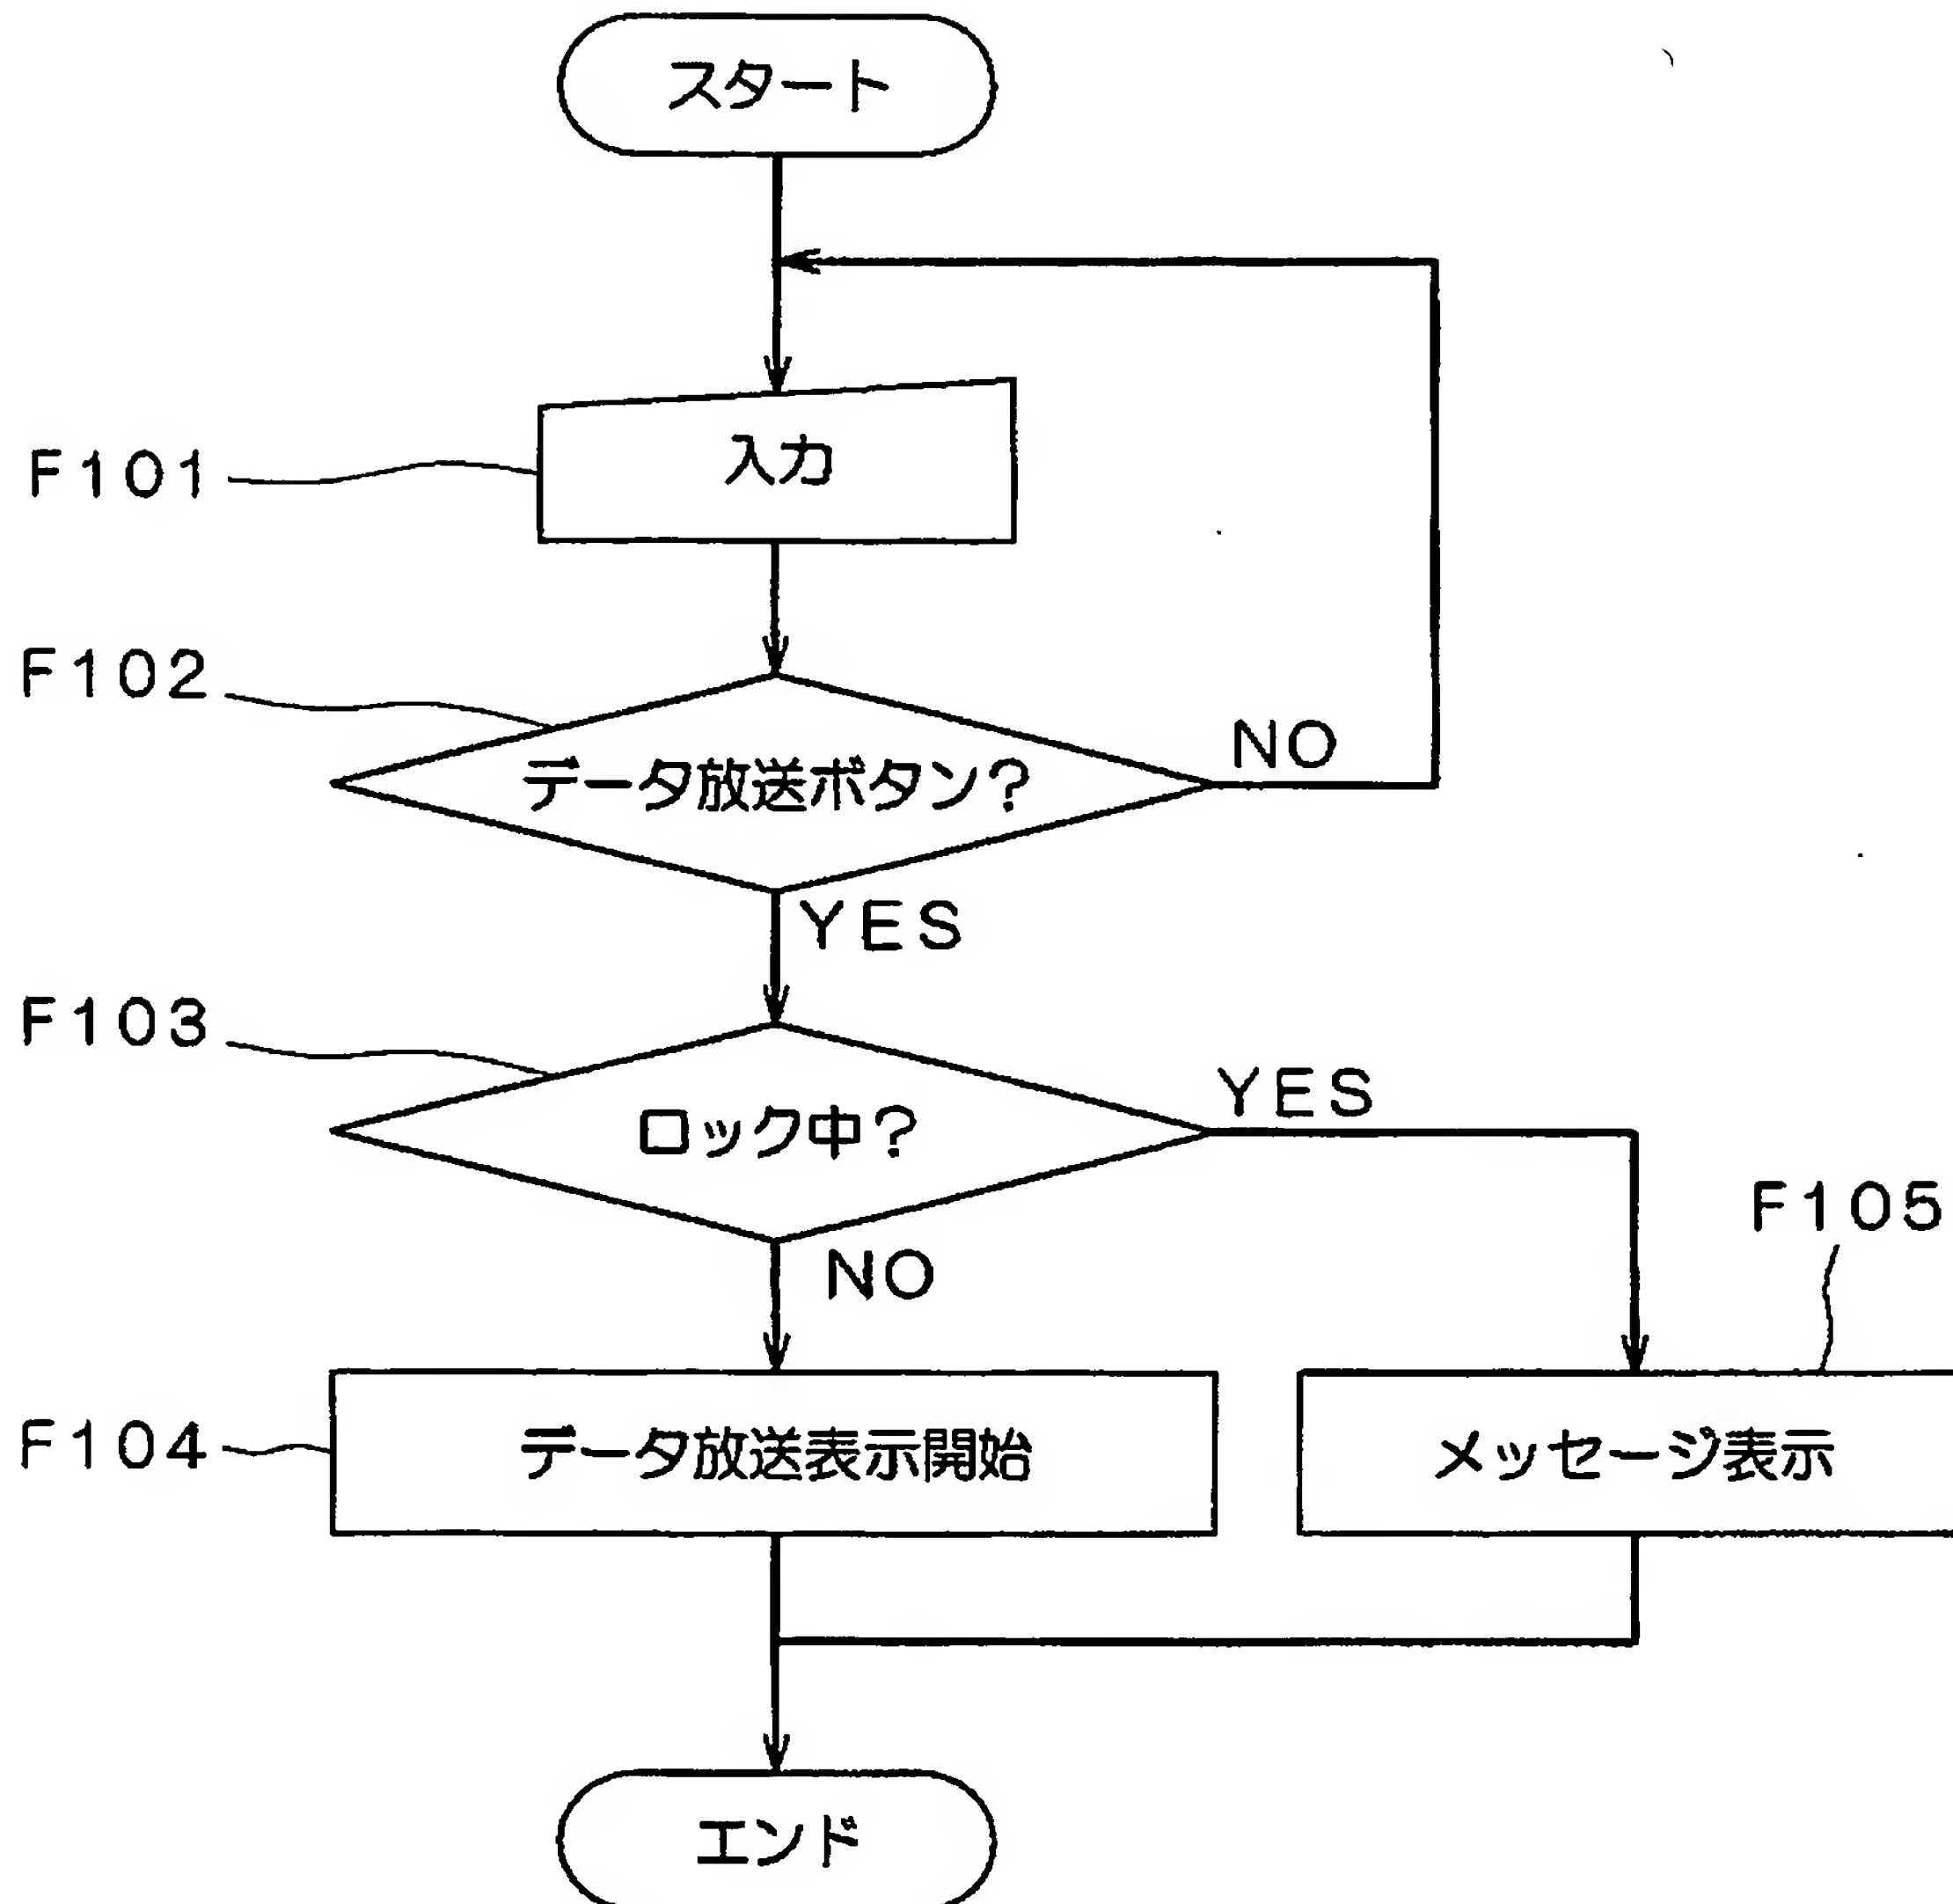 スタート
F101
入力
F102
データ放送ボタン?
NO
YES
F103
ロック中?
YES
NO
F105
F104
データ放送表示開始
メッセージ表示
エンド